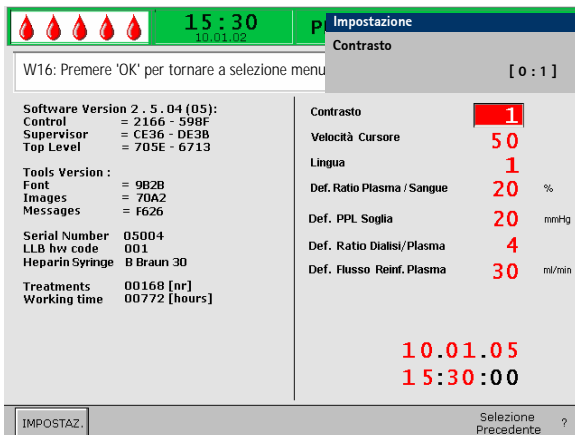 15:30
10.01.02
P
Impostazione
Contrasto
[ 0 : 1 ]
W16: Premere 'OK' per tornare a selezione menu
Software Version 2 . 5 . 04 (05):
Control = 2166 - 598F
Supervisor = CE36 - DE3B
Top Level = 705E - 6713
Tools Version :
Font = 9B2B
Images = 70A2
Messages = F626
Serial Number 05004
LLB hw code 001
Heparin Syringe B Braun 30
Treatments 00168 [nr]
Working time 00772 [hours]
Contrasto 1
Velocità Cursore 50
Lingua 1
Def. Ratio Plasma / Sangue 20 %
Def. PPL Soglia 20 mmHg
Def. Ratio Dialisi/Plasma 4
Def. Flusso Reinf. Plasma 30 ml/min
10.01.05
15:30:00
IMPOSTAZ.
Selezione
Precedente
?